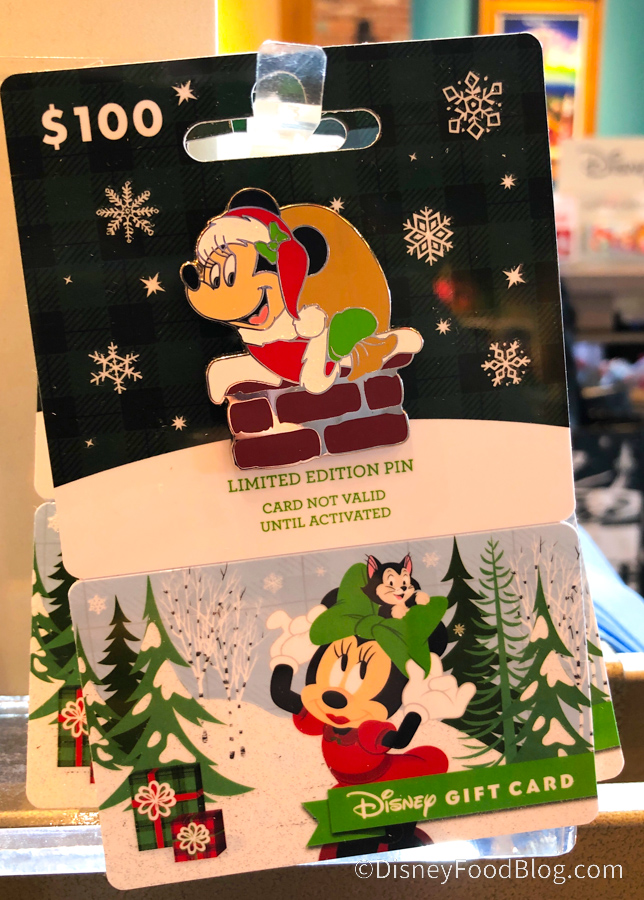 $100
LIMITED EDITION PIN
CARD NOT VALID
UNTIL ACTIVATED
Disney GIFT CARD
©DisneyFoodBlog.com